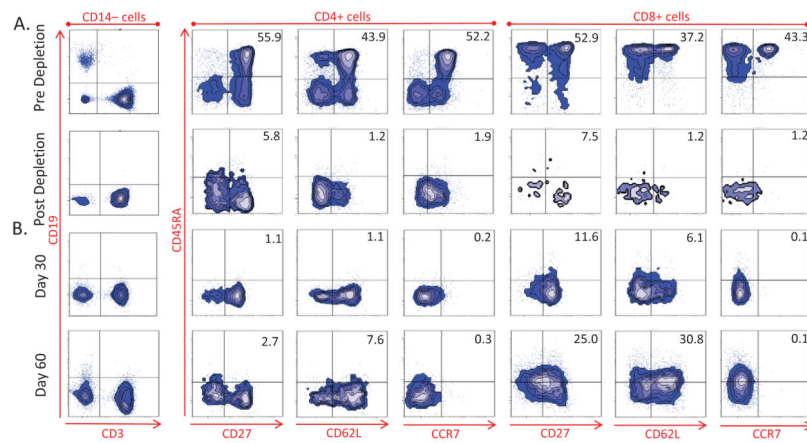 A.
CD14– cells
CD4+ cells
CD8+ cells
Pre Depletion
55.9
43.9
52.2
52.9
37.2
43.3
Post Depletion
5.8
1.2
1.9
7.5
1.2
1.2
CD19
CD45RA
B.
Day 30
1.1
1.1
0.2
11.6
6.1
0.1
Day 60
2.7
7.6
0.3
25.0
30.8
0.1
CD3
CD27
CD62L
CCR7
CD27
CD62L
CCR7